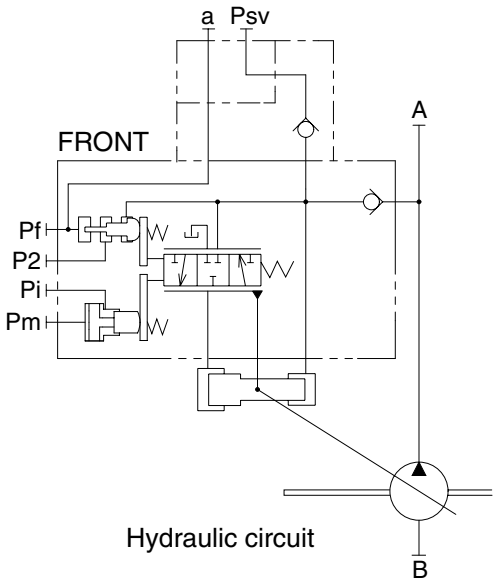 a Psv
A
FRONT
Pf
P2
Pi
Pm
Hydraulic circuit
B